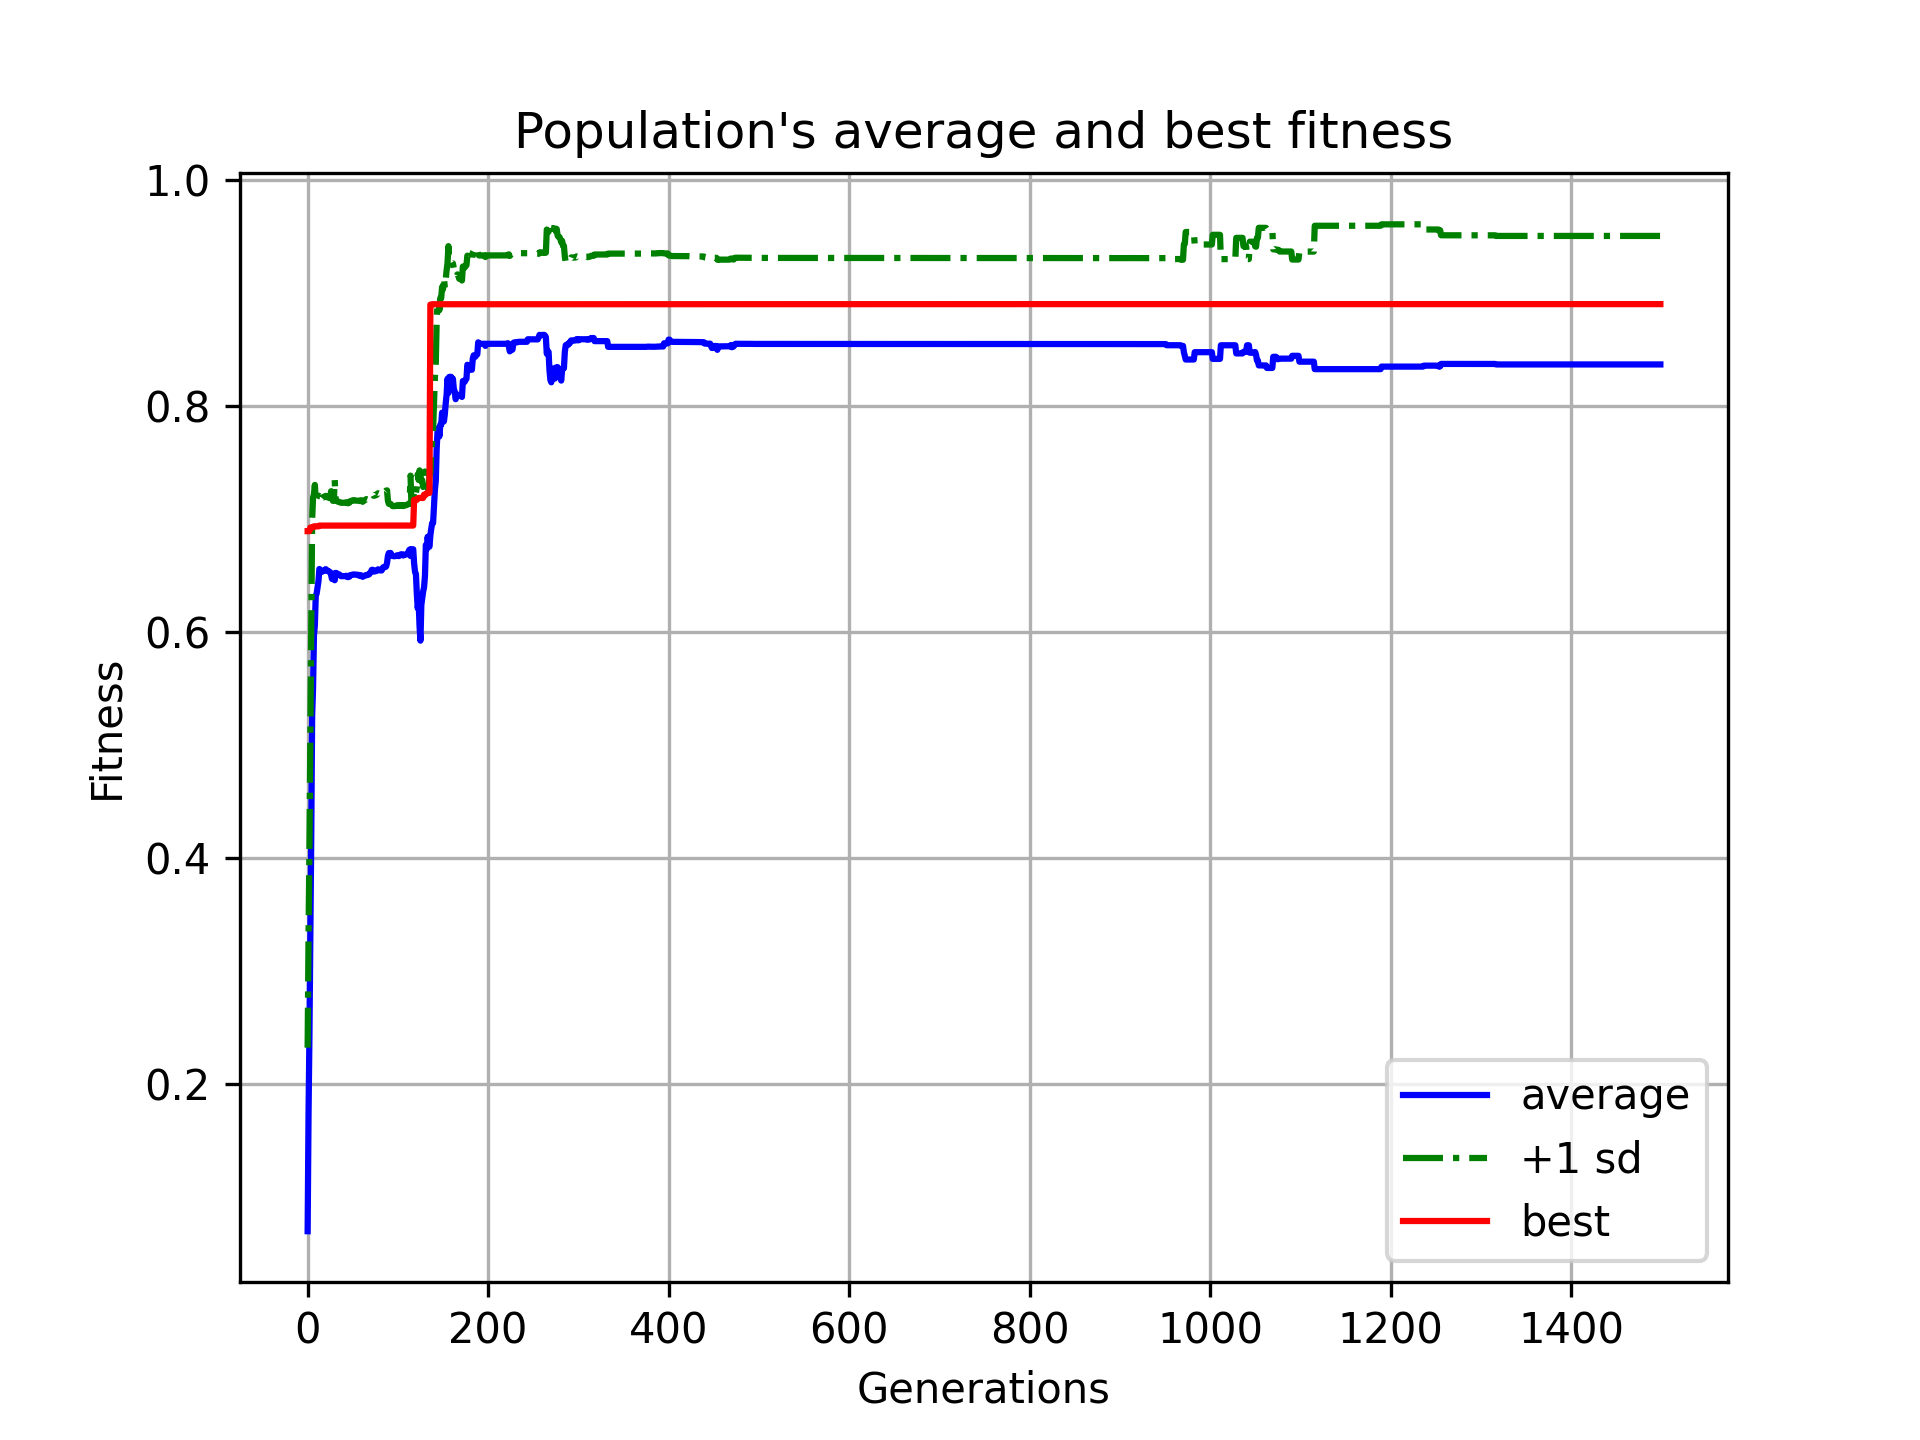 Population's average and best fitness
1.0
0.8
0.6
0.4
0.2
Fitness
0 200 400 600 800 1000 1200 1400
Generations
average
+1 sd
best